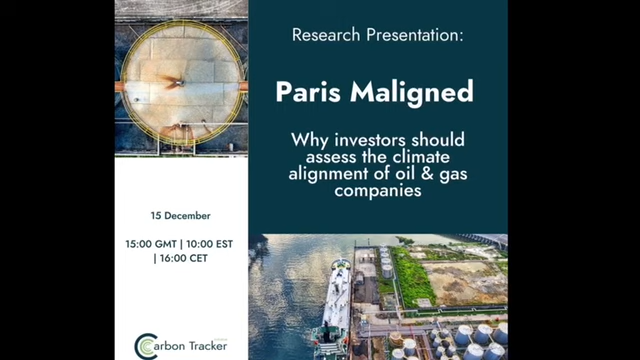 Research Presentation:
Paris Maligned
Why investors should
assess the climate
alignment of oil & gas
companies
15 December
15:00 GMT | 10:00 EST
| 16:00 CET
Carbon Tracker